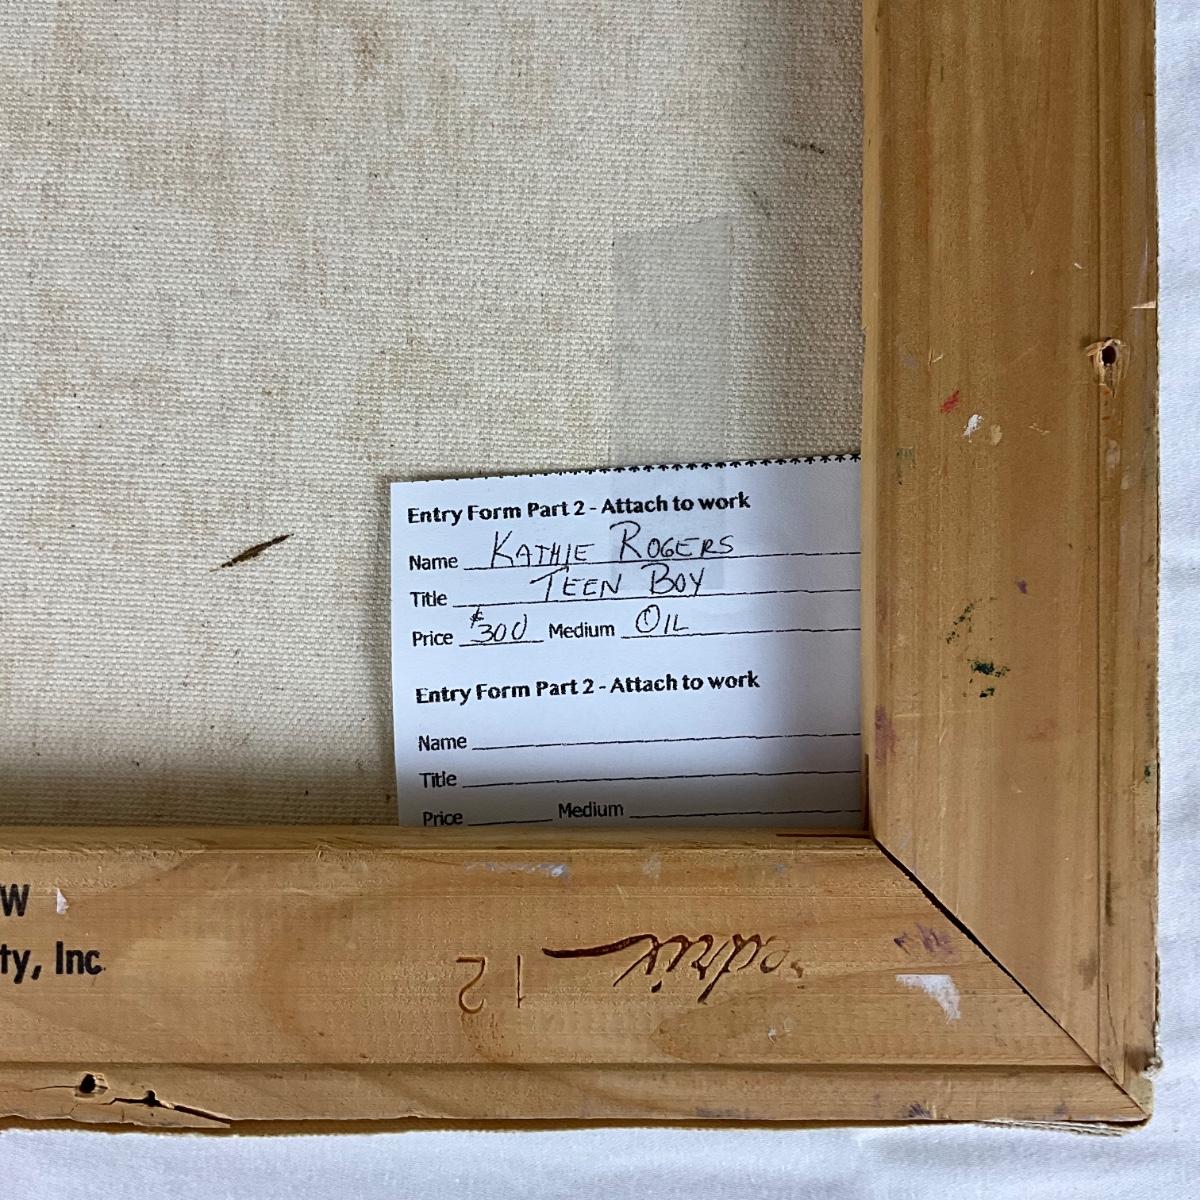 Entry Form Part 2 - Attach to work
Name KATHIE ROGERS
Title TEEN BOY
Price $300 Medium OIL
Entry Form Part 2 - Attach to work
Name
Title
Price Medium
W
ty, Inc.
edrix
12